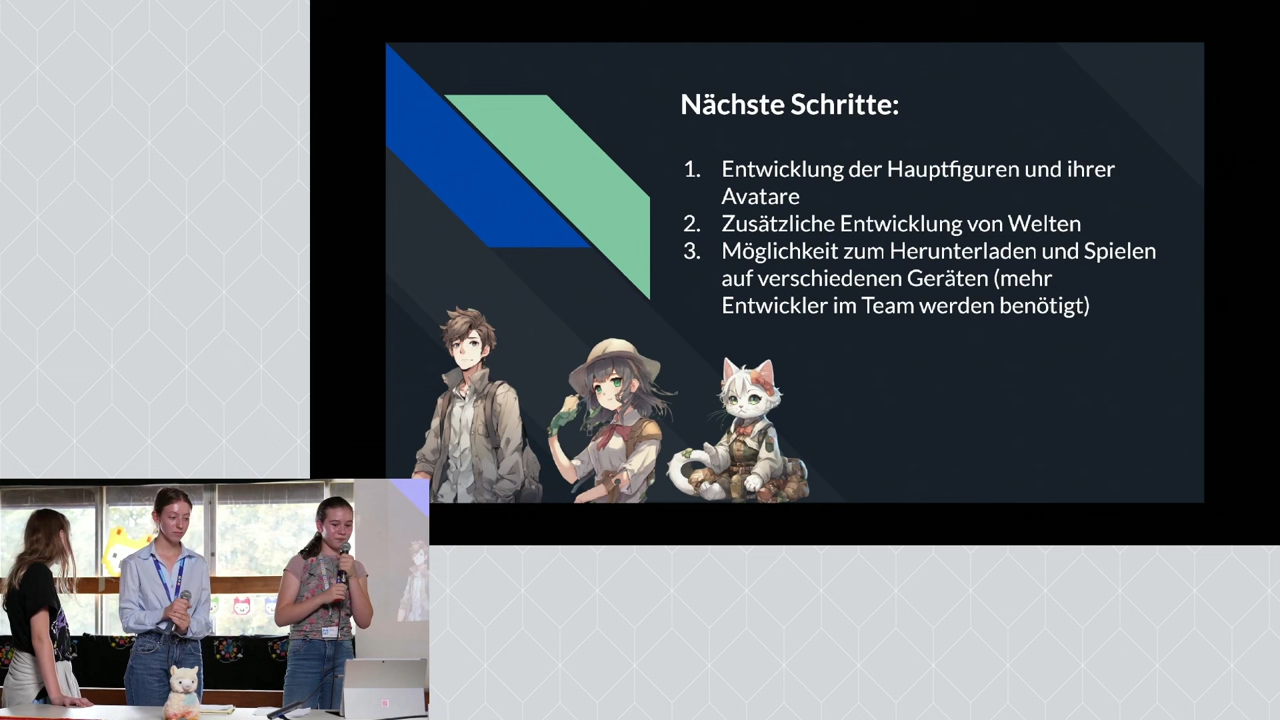 Nächste Schritte:
1. Entwicklung der Hauptfiguren und ihrer
Avatare
2. Zusätzliche Entwicklung von Welten
3. Möglichkeit zum Herunterladen und Spielen
auf verschiedenen Geräten (mehr
Entwickler im Team werden benötigt)